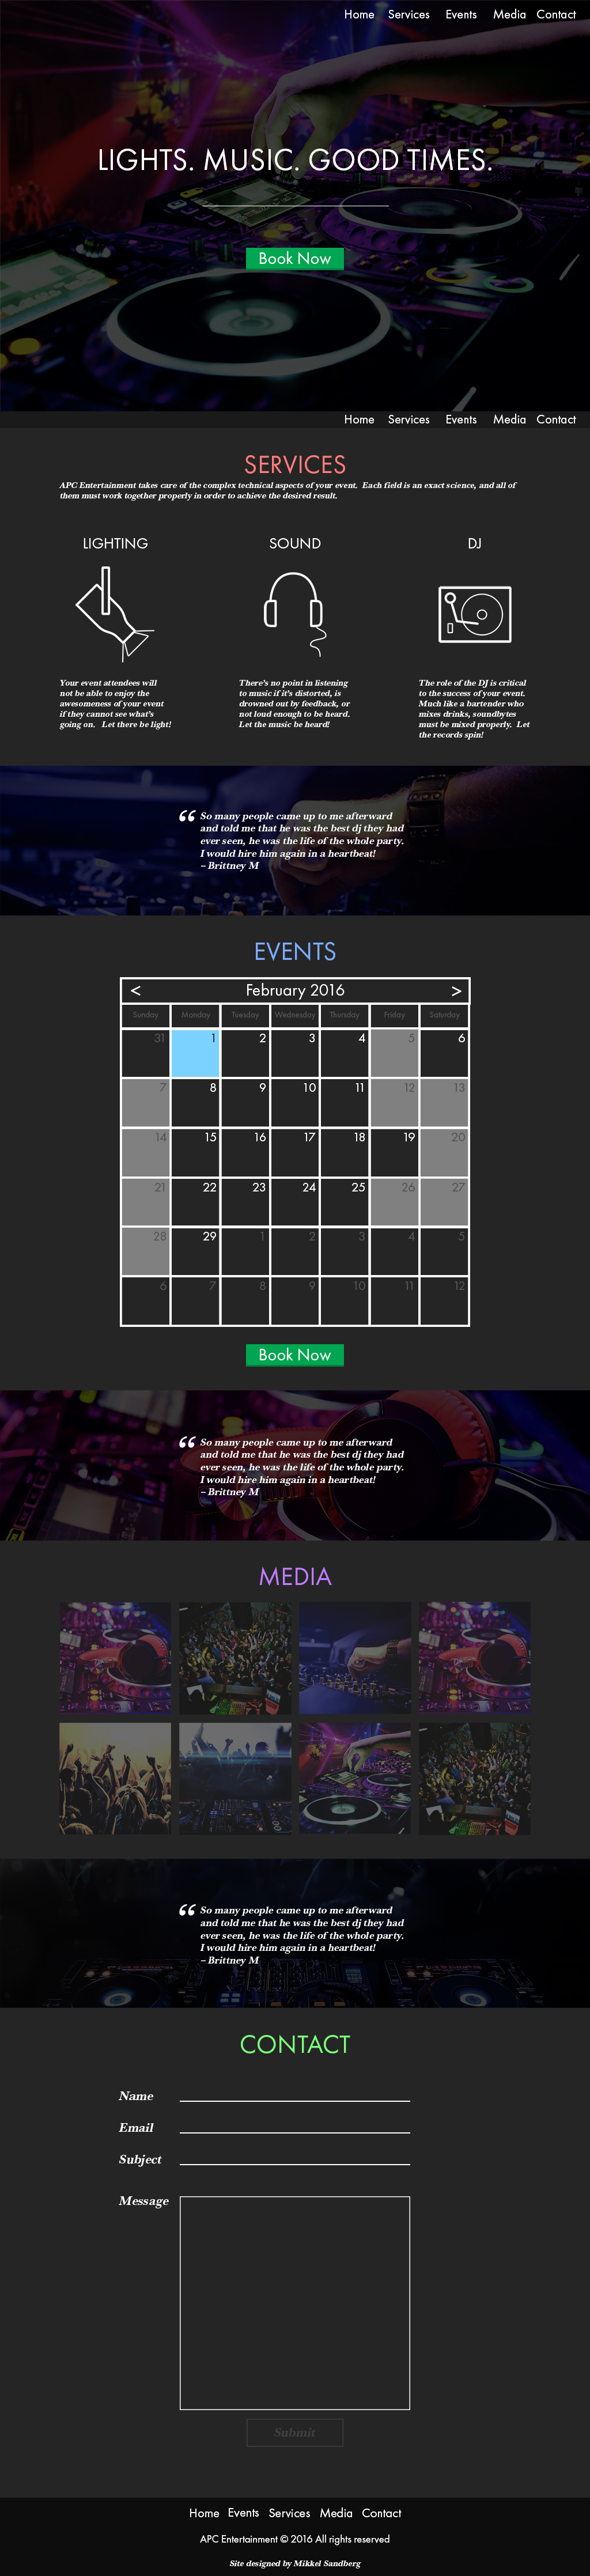 Home Services Events Media Contact
LIGHTS. MUSIC. GOOD TIMES.
Book Now
Home Services Events Media Contact
SERVICES
APC Entertainment takes care of the complex technical aspects of your event. Each field is an exact science, and all of
them must work together properly in order to achieve the desired result.
LIGHTING
Your event attendees will
not be able to enjoy the
awesomeness of your event
if they cannot see what's
going on. Let there be light!
SOUND
There's no point in listening
to music if it's distorted, is
drowned out by feedback, or
not loud enough to be heard.
Let the music be heard!
DJ
The role of the DJ is critical
to the success of your event.
Much like a bartender who
mixes drinks, soundbytes
must be mixed properly. Let
the records spin!
“ So many people came up to me afterward
and told me that he was the best dj they had
ever seen, he was the life of the whole party.
I would hire him again in a heartbeat!
– Brittney M
EVENTS
< February 2016 >
Sunday Monday Tuesday Wednesday Thursday Friday Saturday
31 1 2 3 4 5 6
7 8 9 10 11 12 13
14 15 16 17 18 19 20
21 22 23 24 25 26 27
28 29 1 2 3 4 5
6 7 8 9 10 11 12
Book Now
“ So many people came up to me afterward
and told me that he was the best dj they had
ever seen, he was the life of the whole party.
I would hire him again in a heartbeat!
– Brittney M
MEDIA
“ So many people came up to me afterward
and told me that he was the best dj they had
ever seen, he was the life of the whole party.
I would hire him again in a heartbeat!
– Brittney M
CONTACT
Name
Email
Subject
Message
Submit
Home Events Services Media Contact
APC Entertainment © 2016 All rights reserved
Site designed by Mikkel Sandberg